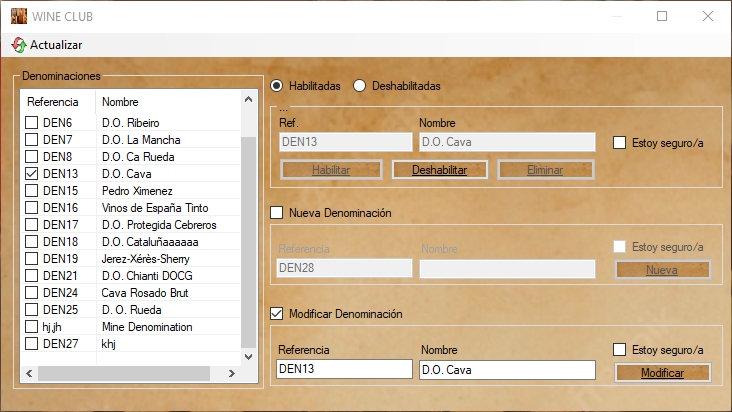 WINE CLUB
Actualizar
Denominaciones
Referencia Nombre
DEN6 D.O. Ribeiro
DEN7 D.O. La Mancha
DEN8 D.O. Ca Rueda
DEN13 D.O. Cava
DEN15 Pedro Ximenez
DEN16 Vinos de España Tinto
DEN17 D.O. Protegida Cebreros
DEN18 D.O. Cataluñaaaaaa
DEN19 Jerez-Xérès-Sherry
DEN21 D.O. Chianti DOCG
DEN24 Cava Rosado Brut
DEN25 D. O. Rueda
hj,jh Mine Denomination
DEN27 khj
Habilitadas Deshabilitadas
...
Ref. Nombre
DEN13 D.O. Cava Estoy seguro/a
Habilitar Deshabilitar Eliminar
Nueva Denominación
Referencia Nombre Estoy seguro/a
DEN28 Nueva
Modificar Denominación
Referencia Nombre Estoy seguro/a
DEN13 D.O. Cava Modificar